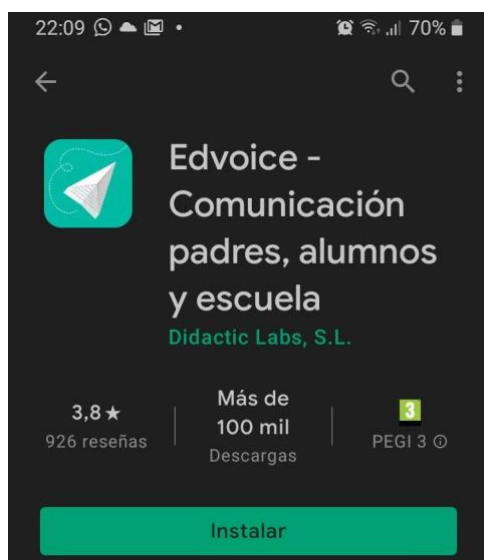 22:09
70%
Edvoice -
Comunicación
padres, alumnos
y escuela
Didactic Labs, S.L.
3,8 ★
926 reseñas
Más de
100 mil
Descargas
3
PEGI 3
Instalar